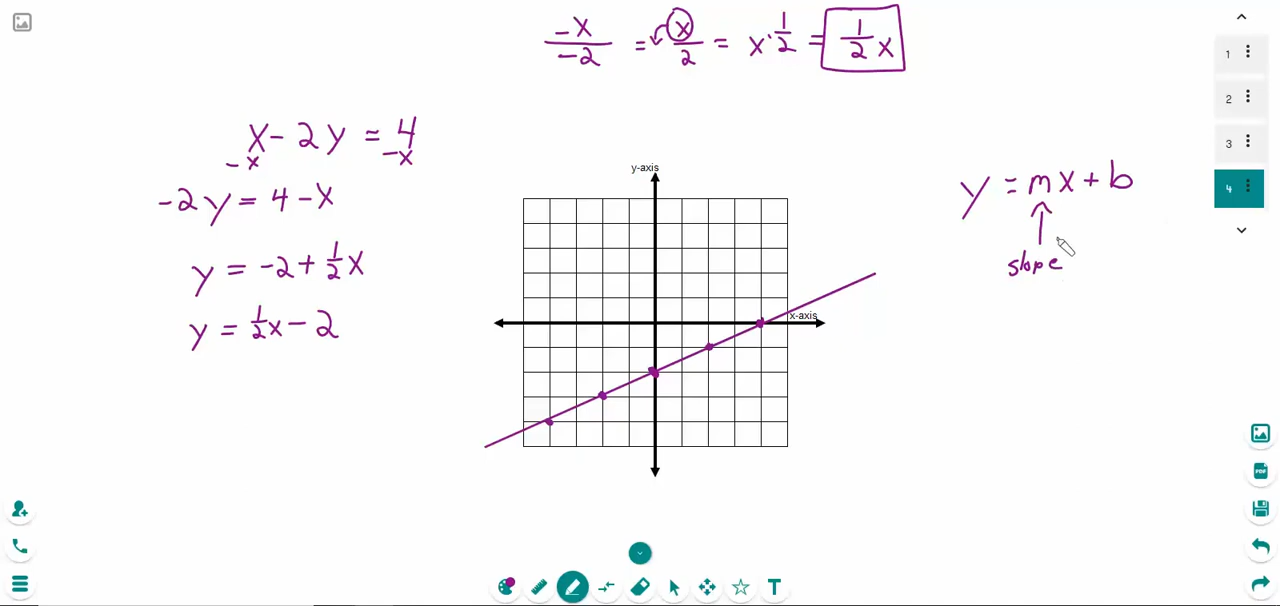 -x/-2 = x/2 = x · 1/2 = 1/2 x
x - 2y = 4
-x -x
-2y = 4 - x
y = -2 + 1/2 x
y = 1/2 x - 2
y-axis
x-axis
y = mx + b
slope
1
2
3
4
PDF
T